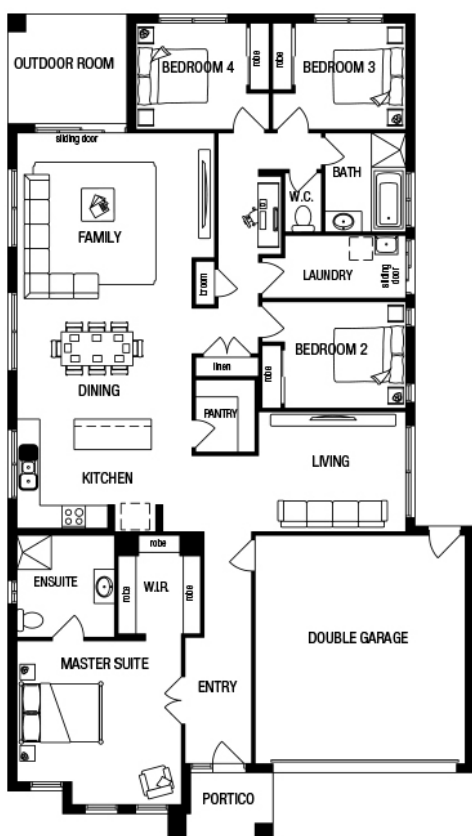 OUTDOOR ROOM
BEDROOM 4
robe
robe
BEDROOM 3
sliding door
BATH
W.C.
FAMILY
LAUNDRY
sliding door
broom
BEDROOM 2
linen
robe
DINING
PANTRY
LIVING
KITCHEN
robe
ENSUITE
robe
W.I.R.
robe
MASTER SUITE
DOUBLE GARAGE
ENTRY
PORTICO